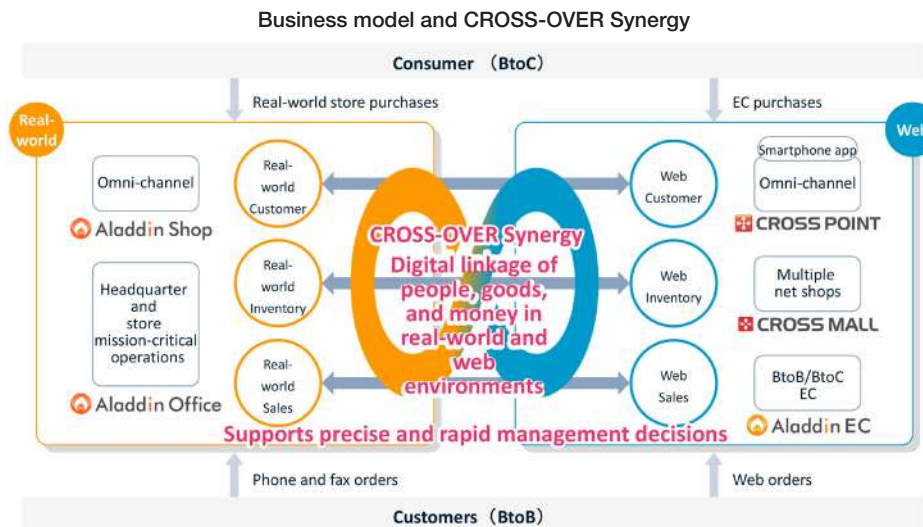 Business model and CROSS-OVER Synergy
Consumer （BtoC）
Real-world store purchases
EC purchases
Real-
world
Web
Omni-channel
Aladdin Shop
Real-
world
Customer
Web
Customer
Smartphone app
Omni-channel
CROSS POINT
CROSS-OVER Synergy
Digital linkage of
people, goods,
and money in
real-world and
web
environments
Headquarter
and
store
mission-critical
operations
Aladdin Office
Real-
world
Inventory
Web
Inventory
Multiple
net shops
CROSS MALL
Real-
world
Sales
Web
Sales
BtoB/BtoC
EC
Aladdin EC
Supports precise and rapid management decisions
Phone and fax orders
Web orders
Customers （BtoB）